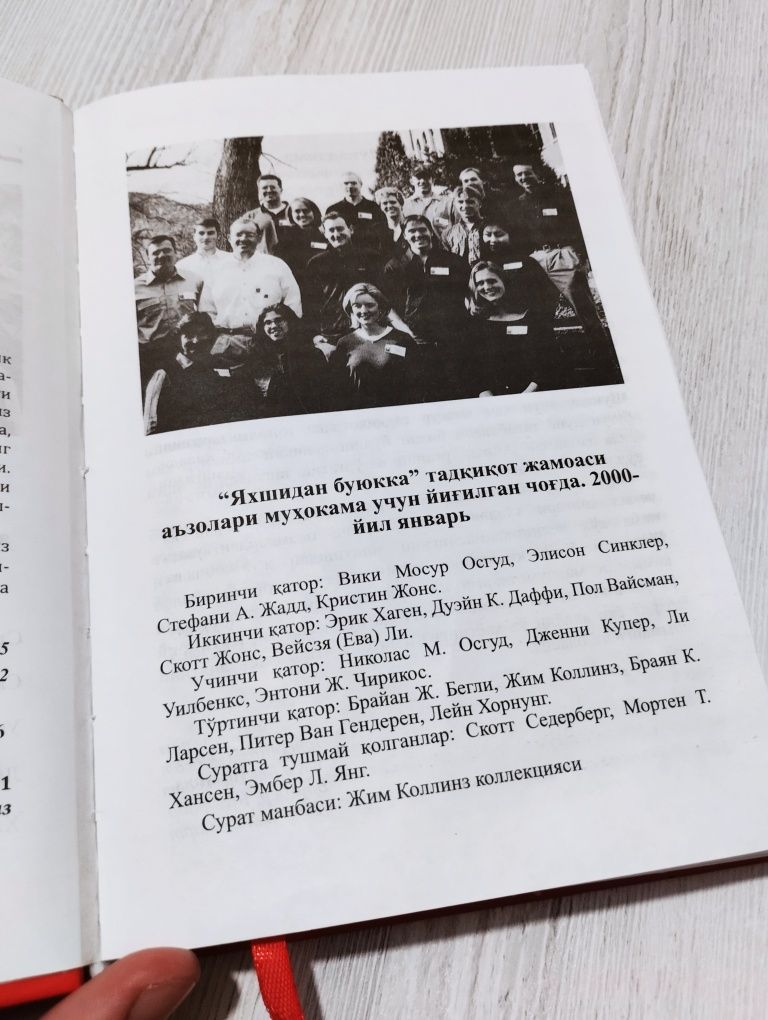 “Яхшидан буюкка” тадқиқот жамоаси
аъзолари муҳокама учун йиғилган чоғда. 2000-
йил январь
Биринчи қатор: Вики Мосур Осгуд, Элисон Синклер,
Стефани А. Жадд, Кристин Жонс.
Иккинчи қатор: Эрик Хаген, Дуэйн К. Даффи, Пол Вайсман,
Скотт Жонс, Вейсзя (Ева) Ли.
Учинчи қатор: Николас М. Осгуд, Дженни Купер, Ли
Уилбенкс, Энтони Ж. Чирикос.
Тўртинчи қатор: Брайан Ж. Бегли, Жим Коллинз, Браян К.
Ларсен, Питер Ван Гендерен, Лейн Хорнунг.
Суратга тушмай қолганлар: Скотт Седерберг, Мортен Т.
Хансен, Эмбер Л. Янг.
Сурат манбаси: Жим Коллинз коллекцияси